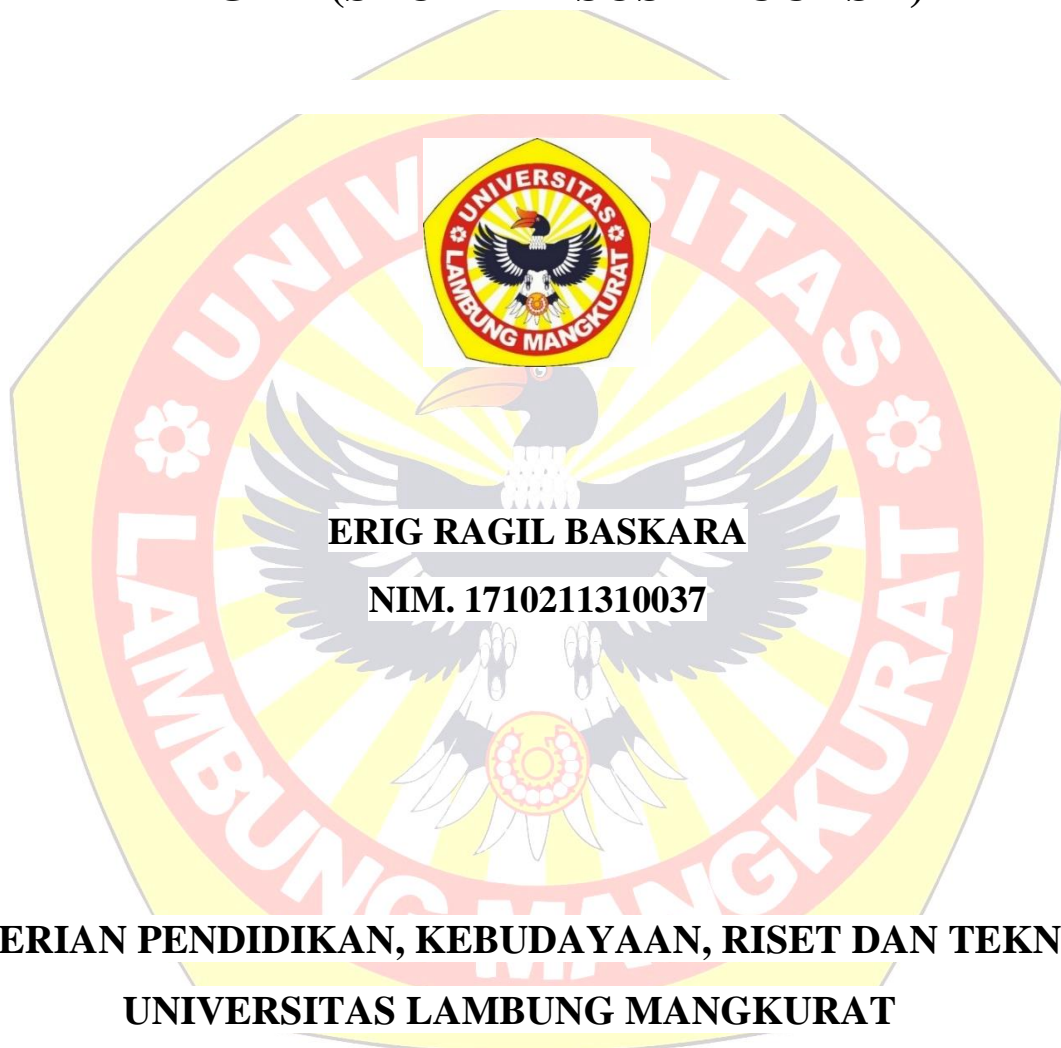 UNIVERSITAS
LAMBUNG MANGKURAT
ERIG RAGIL BASKARA
NIM. 1710211310037
ERIAN PENDIDIKAN, KEBUDAYAAN, RISET DAN TEKN
UNIVERSITAS LAMBUNG MANGKURAT